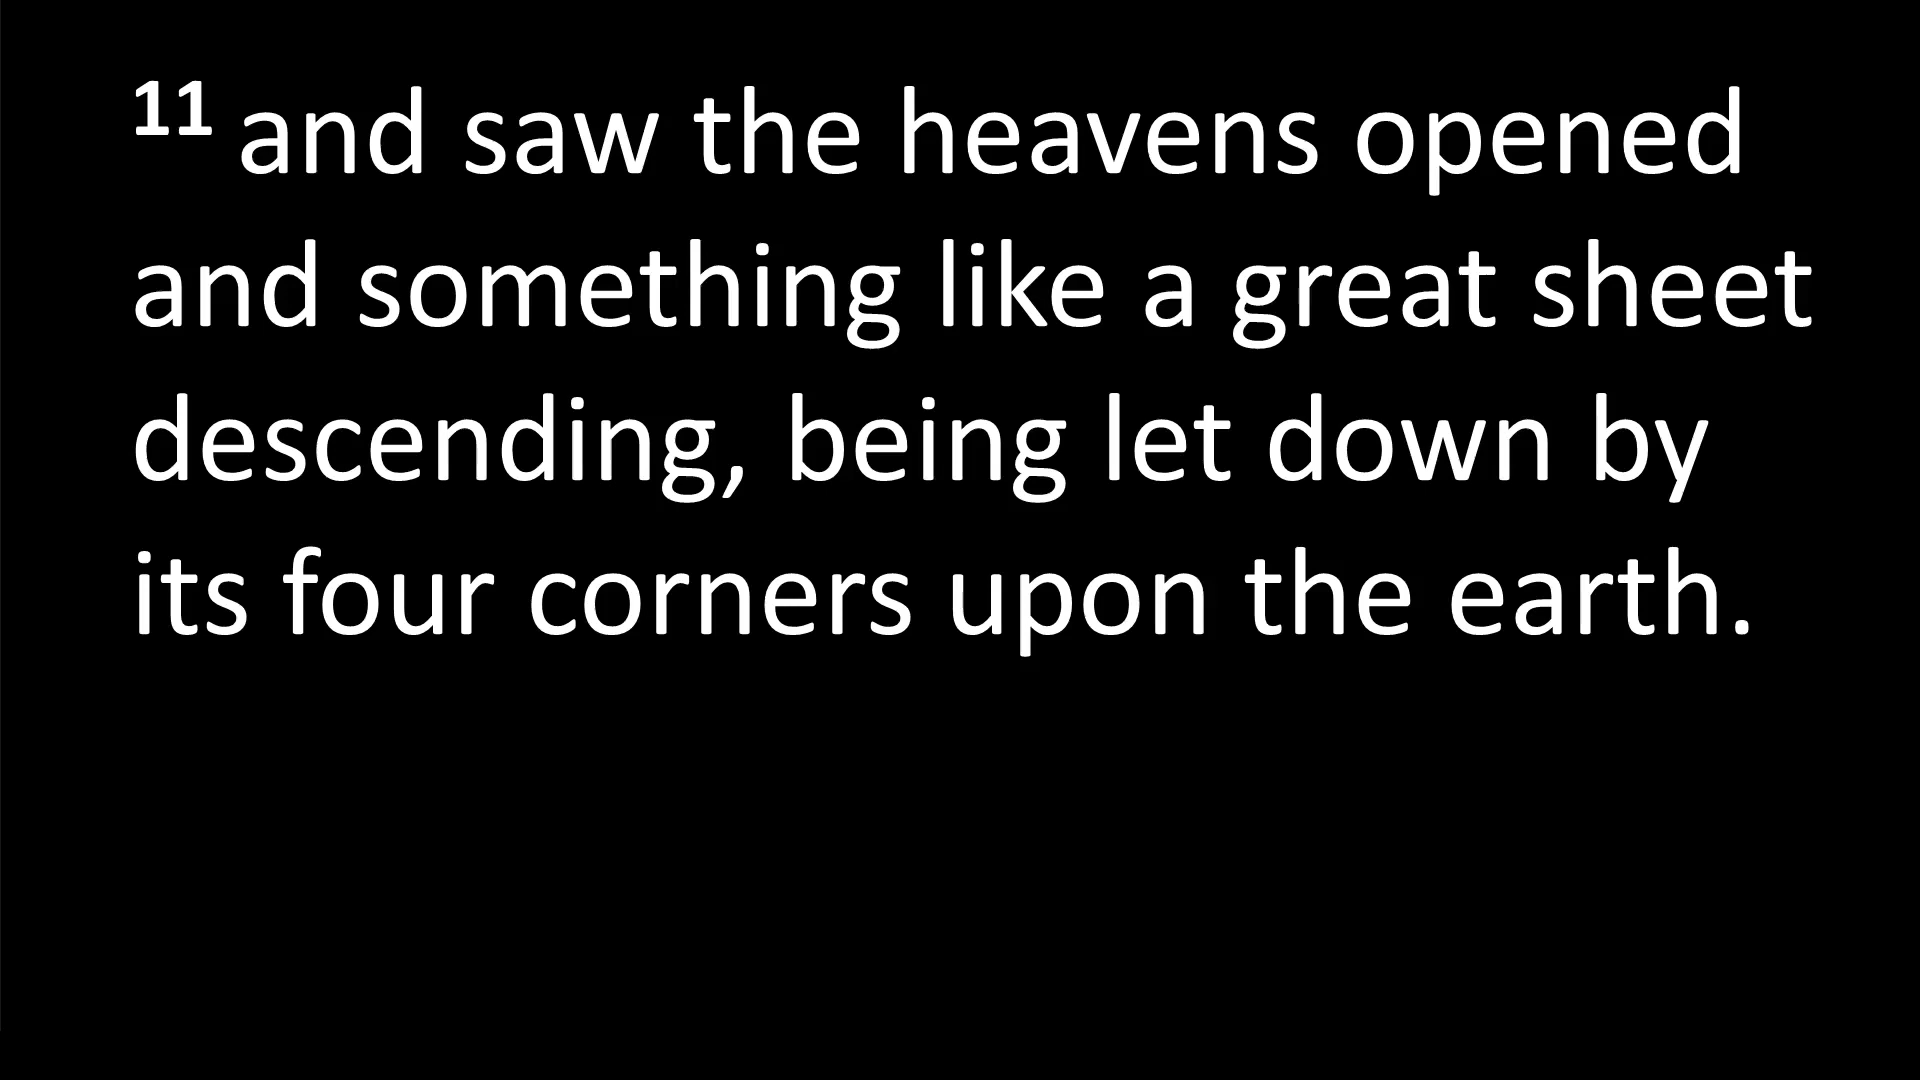 11 and saw the heavens opened
and something like a great sheet
descending, being let down by
its four corners upon the earth.